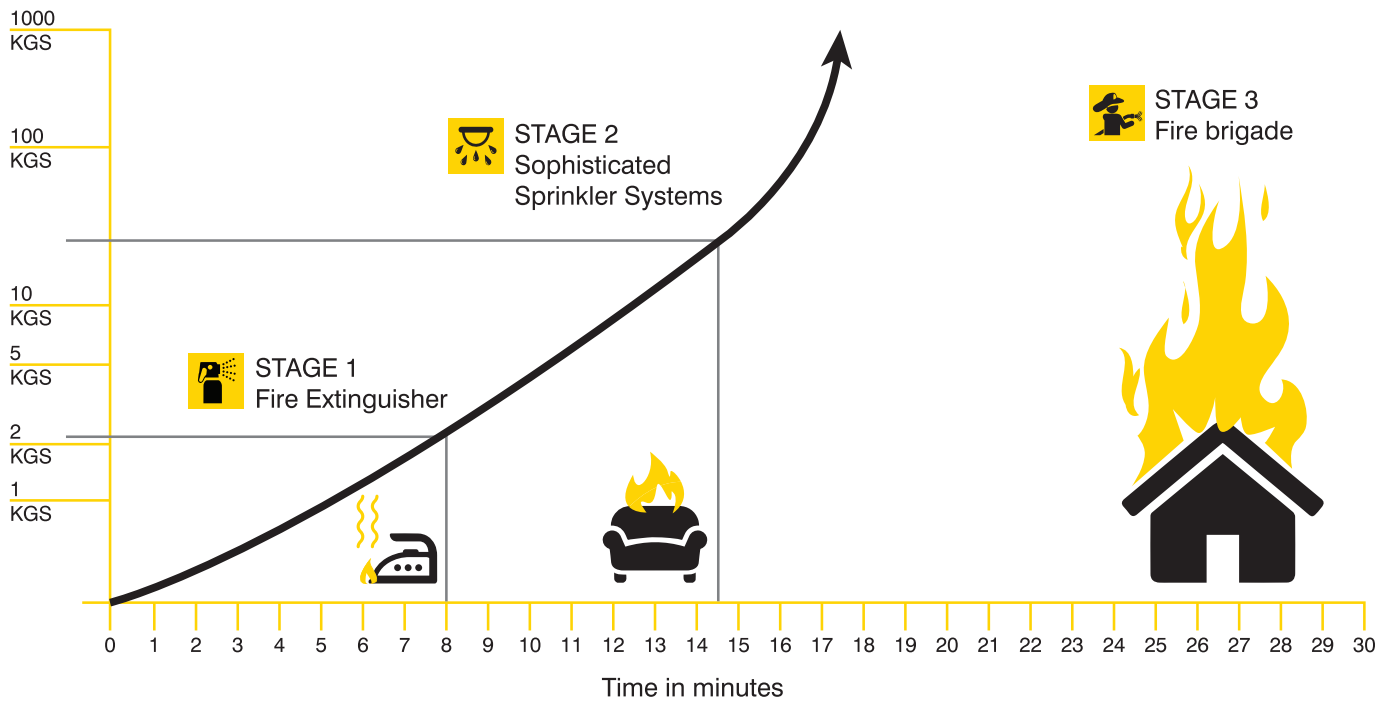 1000
KGS
100
KGS
10
KGS
5
KGS
2
KGS
1
KGS
STAGE 1
Fire Extinguisher
STAGE 2
Sophisticated
Sprinkler Systems
STAGE 3
Fire brigade
0 1 2 3 4 5 6 7 8 9 10 11 12 13 14 15 16 17 18 19 20 21 22 23 24 25 26 27 28 29 30
Time in minutes